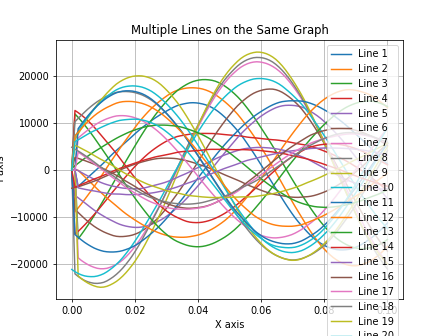 Multiple Lines on the Same Graph
20000
10000
0
−10000
−20000
0.00
0.02
0.04
0.06
X axis
Line 1
Line 2
Line 3
Line 4
Line 5
Line 6
Line 7
Line 8
Line 9
Line 10
Line 11
Line 12
Line 13
Line 14
Line 15
Line 16
Line 17
Line 18
Line 19
Line 20